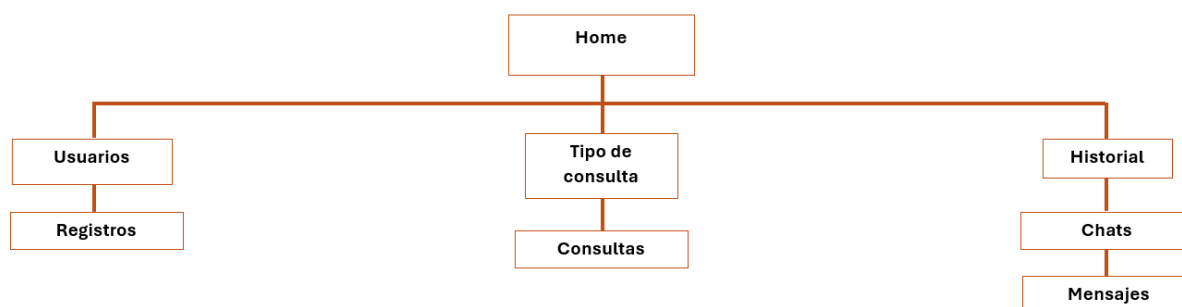 Home
Usuarios
Tipo de
consulta
Historial
Registros
Consultas
Chats
Mensajes